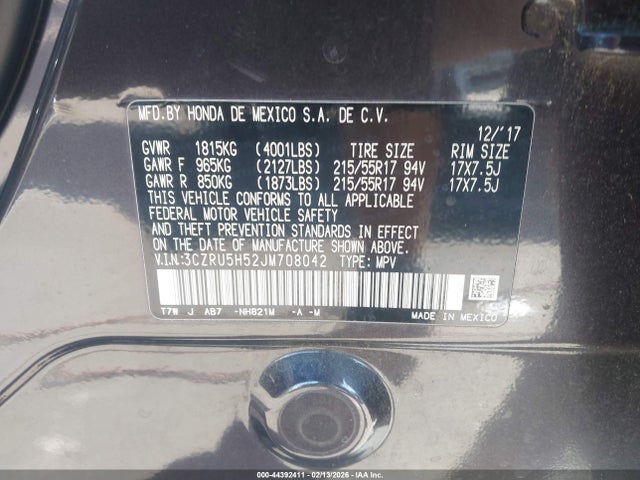 MFD.BY HONDA DE MEXICO S.A. DE C.V.
12/'17
GVWR 1815KG (4001LBS) TIRE SIZE RIM SIZE
GAWR F 965KG (2127LBS) 215/55R17 94V 17X7.5J
GAWR R 850KG (1873LBS) 215/55R17 94V 17X7.5J
THIS VEHICLE CONFORMS TO ALL APPLICABLE
FEDERAL MOTOR VEHICLE SAFETY
AND THEFT PREVENTION STANDARDS IN EFFECT
ON THE DATE OF MANUFACTURE SHOWN ABOVE.
V.I.N:3CZRU5H52JM708042 TYPE: MPV
T7W J AB7 -NH821M -A -M
MADE IN MEXICO
000-44392411 - 02/13/2026 - COPART/IAA INC.